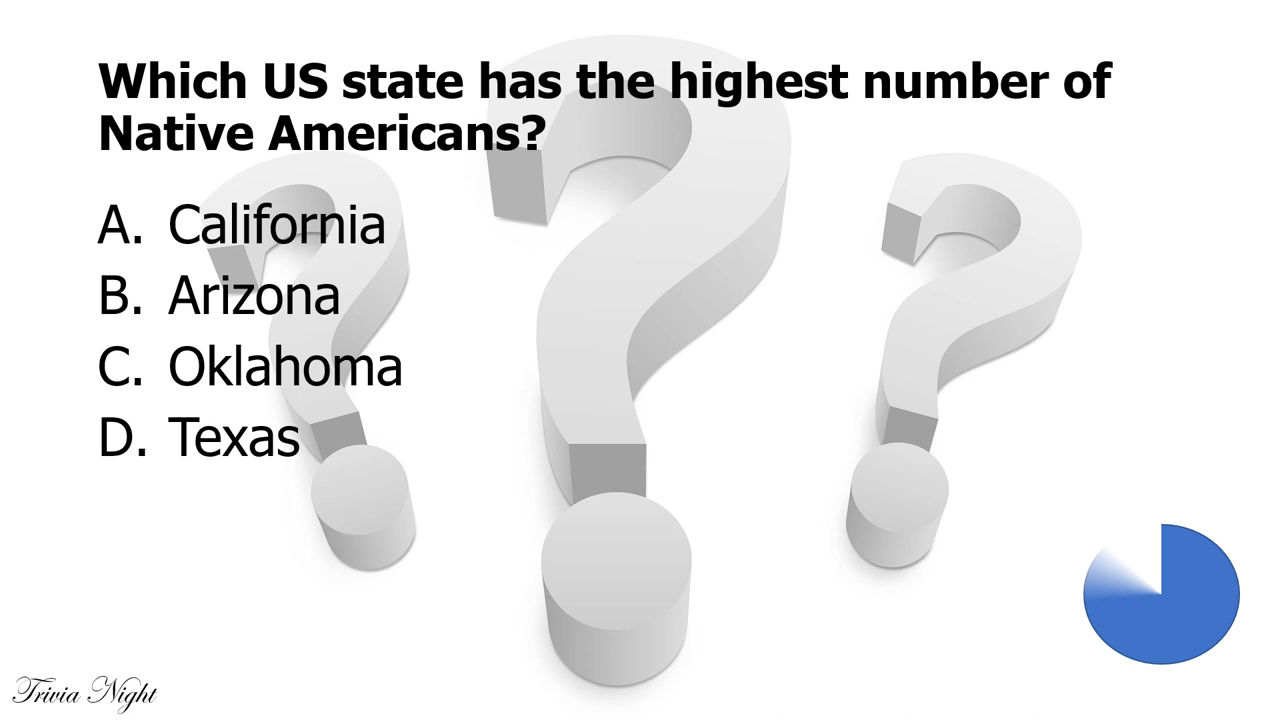 Which US state has the highest number of
Native Americans?
A. California
B. Arizona
C. Oklahoma
D. Texas
Trivia Night